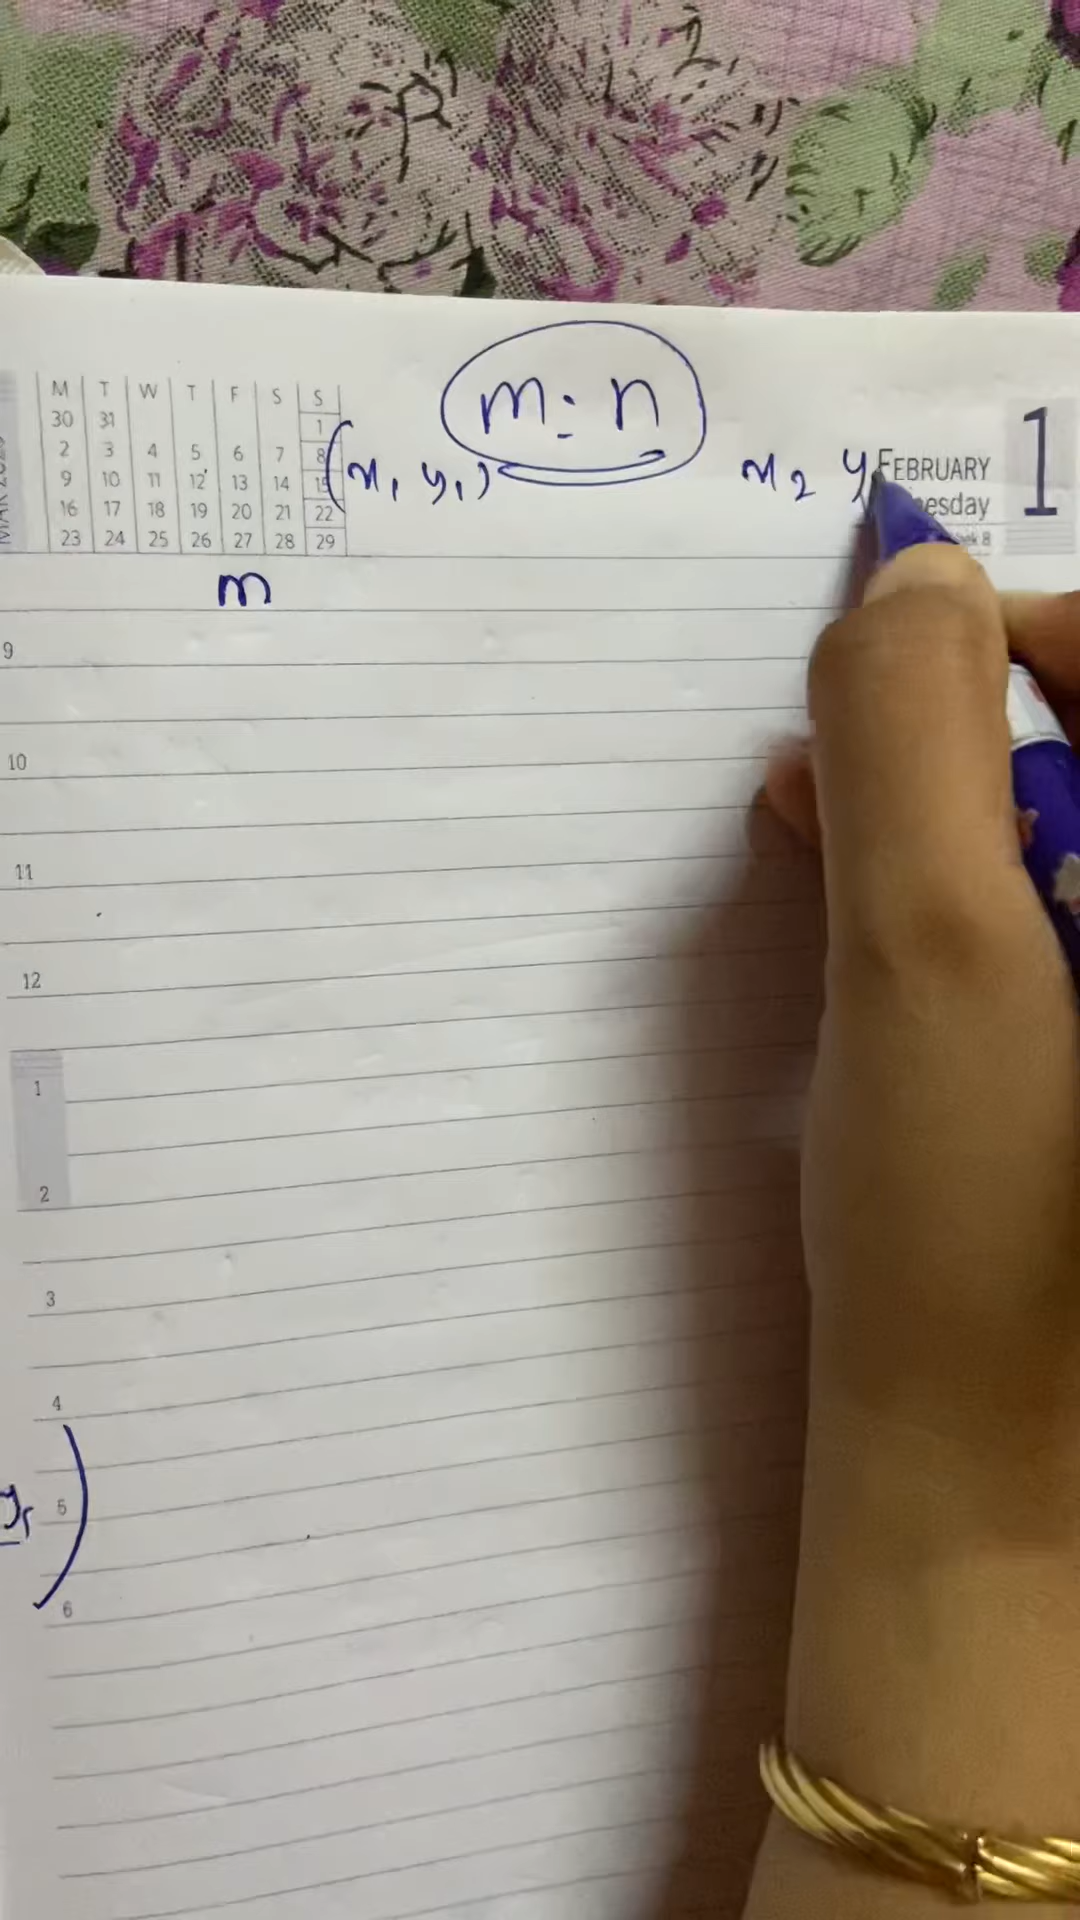 m : n
(x₁ y₁) x₂ y
M T W T F S S
30 31 1
2 3 4 5 6 7 8
9 10 11 12 13 14 15
16 17 18 19 20 21 22
23 24 25 26 27 28 29
FEBRUARY 1
m
9
10
11
12
1
2
3
4
5
6
)